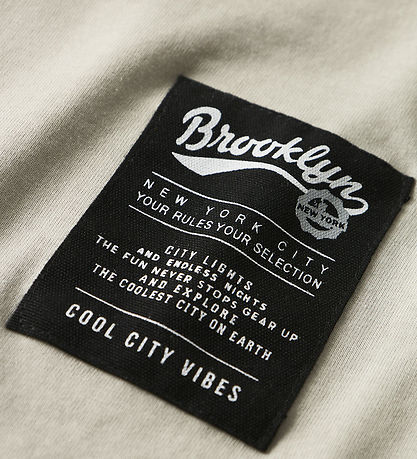 Brooklyn
NEW YORK
NEW YORK CITY
YOUR RULES YOUR SELECTION
CITY LIGHTS
AND ENDLESS NIGHTS
THE FUN NEVER STOPS GEAR UP
AND EXPLORE
THE COOLEST CITY ON EARTH
COOL CITY VIBES